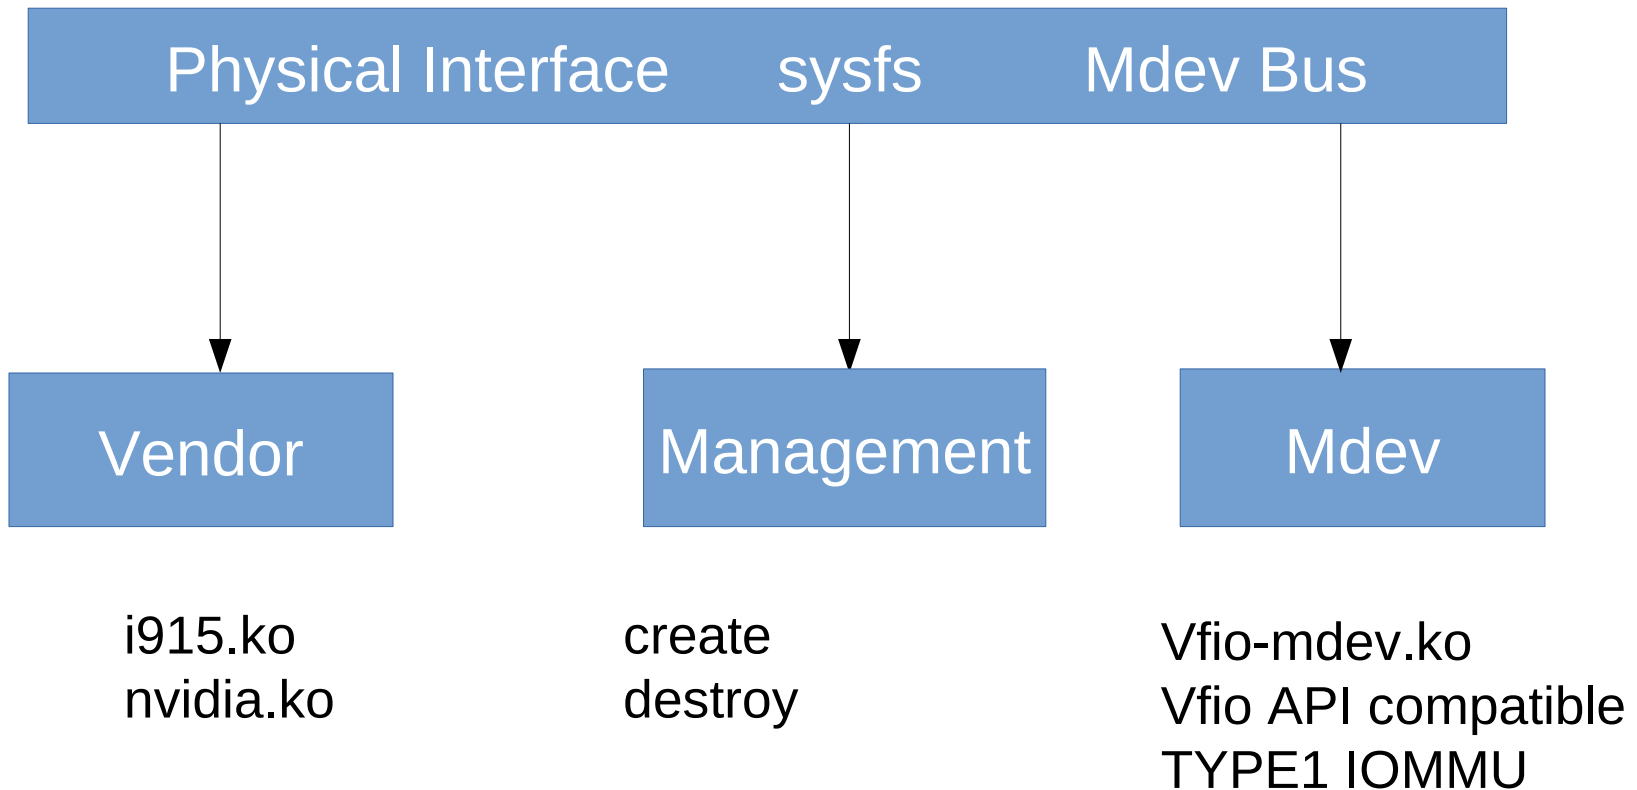 Physical Interface sysfs Mdev Bus
Vendor
Management
Mdev
i915.ko
nvidia.ko
create
destroy
Vfio-mdev.ko
Vfio API compatible
TYPE1 IOMMU